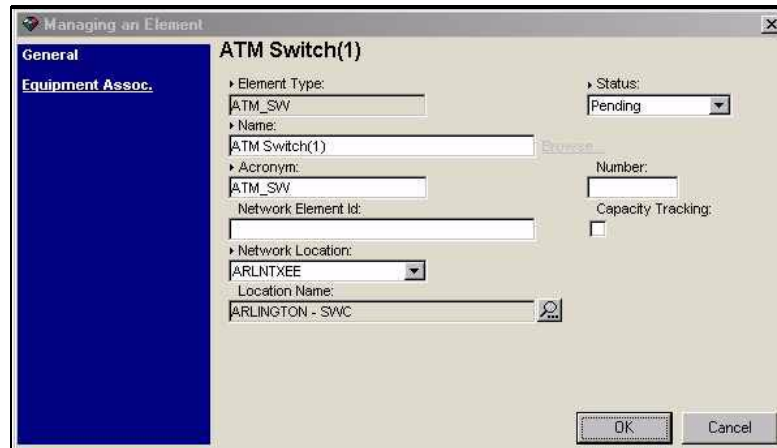 Managing an Element
General
Equipment Assoc.
ATM Switch(1)
Element Type:
ATM_SW
Status:
Pending
Name:
ATM Switch(1)
Browse...
Acronym:
ATM_SW
Number:
Network Element Id:
Capacity Tracking:
Network Location:
ARLNTXEE
Location Name:
ARLINGTON - SWC
OK
Cancel